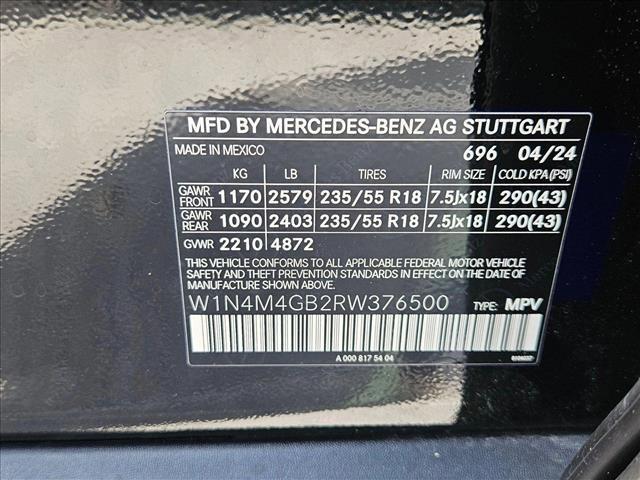 MFD BY MERCEDES-BENZ AG STUTTGART
MADE IN MEXICO 696 04/24
KG LB TIRES RIM SIZE COLD KPA(PSI)
GAWR FRONT 1170 2579 235/55 R18 7.5Jx18 290(43)
GAWR REAR 1090 2403 235/55 R18 7.5Jx18 290(43)
GVWR 2210 4872
THIS VEHICLE CONFORMS TO ALL APPLICABLE FEDERAL MOTOR VEHICLE
SAFETY AND THEFT PREVENTION STANDARDS IN EFFECT ON THE DATE
OF MANUFACTURE SHOWN ABOVE.
W1N4M4GB2RW376500 TYPE: MPV
A 000 817 54 04